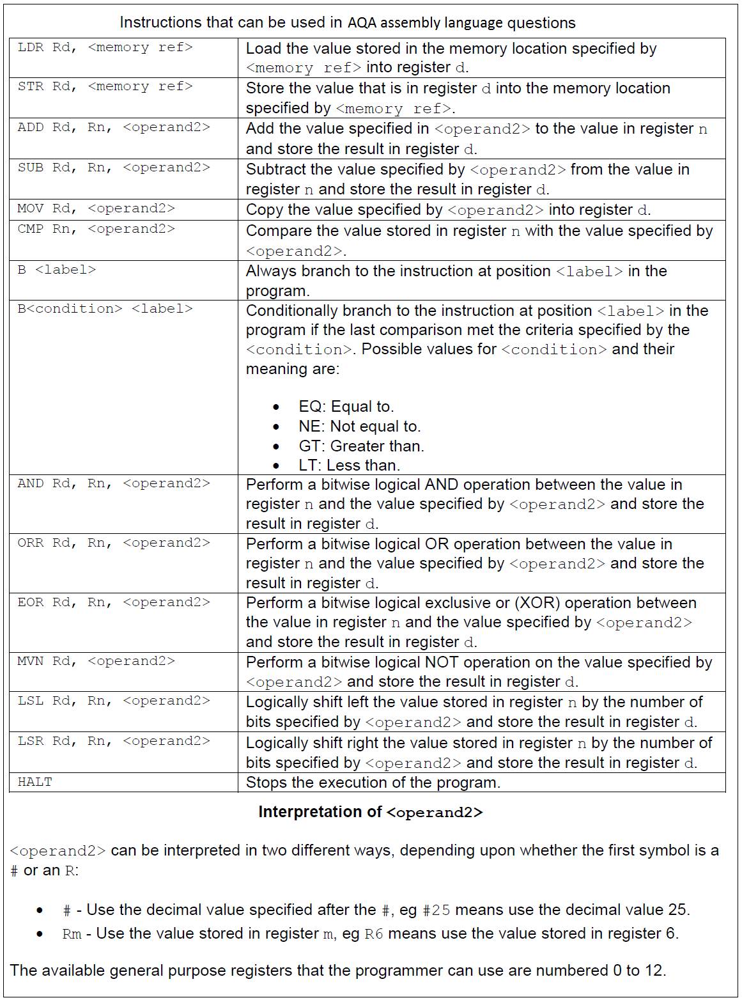 Instructions that can be used in AQA assembly language questions
LDR Rd, <memory ref>
Load the value stored in the memory location specified by
<memory ref> into register d.
STR Rd, <memory ref>
Store the value that is in register d into the memory location
specified by <memory ref>.
ADD Rd, Rn, <operand2>
Add the value specified in <operand2> to the value in register n
and store the result in register d.
SUB Rd, Rn, <operand2>
Subtract the value specified by <operand2> from the value in
register n and store the result in register d.
MOV Rd, <operand2>
Copy the value specified by <operand2> into register d.
CMP Rn, <operand2>
Compare the value stored in register n with the value specified by
<operand2>.
B <label>
Always branch to the instruction at position <label> in the
program.
B<condition> <label>
Conditionally branch to the instruction at position <label> in the
program if the last comparison met the criteria specified by the
<condition>. Possible values for <condition> and their
meaning are:
• EQ: Equal to.
• NE: Not equal to.
• GT: Greater than.
• LT: Less than.
AND Rd, Rn, <operand2>
Perform a bitwise logical AND operation between the value in
register n and the value specified by <operand2> and store the
result in register d.
ORR Rd, Rn, <operand2>
Perform a bitwise logical OR operation between the value in
register n and the value specified by <operand2> and store the
result in register d.
EOR Rd, Rn, <operand2>
Perform a bitwise logical exclusive or (XOR) operation between
the value in register n and the value specified by <operand2>
and store the result in register d.
MVN Rd, <operand2>
Perform a bitwise logical NOT operation on the value specified by
<operand2> and store the result in register d.
LSL Rd, Rn, <operand2>
Logically shift left the value stored in register n by the number of
bits specified by <operand2> and store the result in register d.
LSR Rd, Rn, <operand2>
Logically shift right the value stored in register n by the number of
bits specified by <operand2> and store the result in register d.
HALT
Stops the execution of the program.
Interpretation of <operand2>
<operand2> can be interpreted in two different ways, depending upon whether the first symbol is a
# or an R:
• # - Use the decimal value specified after the #, eg #25 means use the decimal value 25.
• Rm - Use the value stored in register m, eg R6 means use the value stored in register 6.
The available general purpose registers that the programmer can use are numbered 0 to 12.